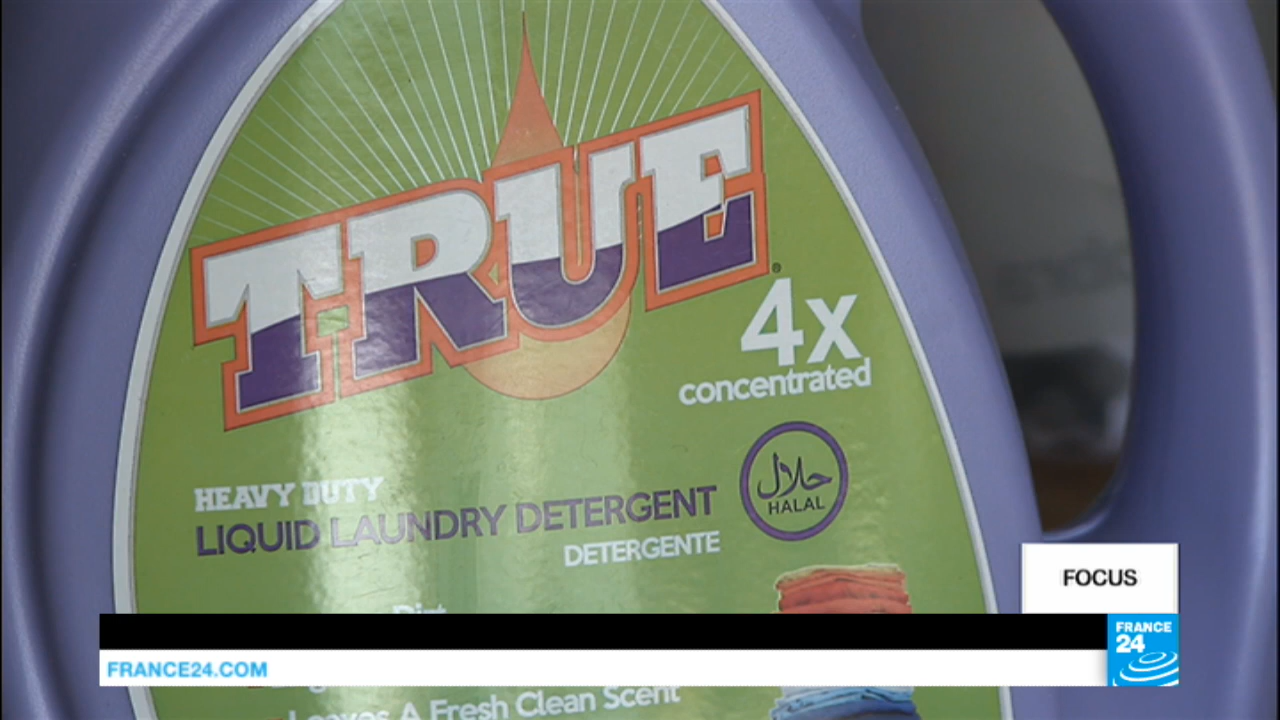 TRUE
®
4x
concentrated
حلال
HALAL
HEAVY DUTY
LIQUID LAUNDRY DETERGENT
DETERGENTE
Dirt
Leaves A Fresh Clean Scent
FOCUS
FRANCE
24
FRANCE24.COM